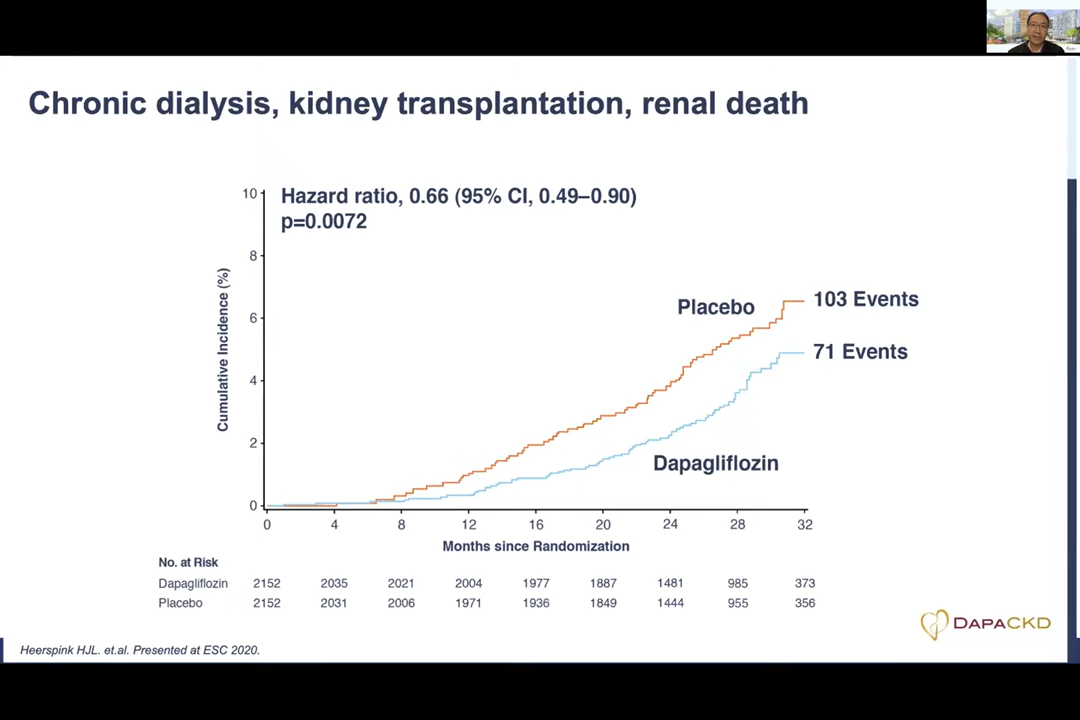 Chronic dialysis, kidney transplantation, renal death
Hazard ratio, 0.66 (95% CI, 0.49–0.90)
p=0.0072
10
8
6
4
2
0
Cumulative Incidence (%)
Placebo
103 Events
71 Events
Dapagliflozin
0 4 8 12 16 20 24 28 32
Months since Randomization
No. at Risk
Dapagliflozin 2152 2035 2021 2004 1977 1887 1481 985 373
Placebo 2152 2031 2006 1971 1936 1849 1444 955 356
DAPACKD
Heerspink HJL. et.al. Presented at ESC 2020.